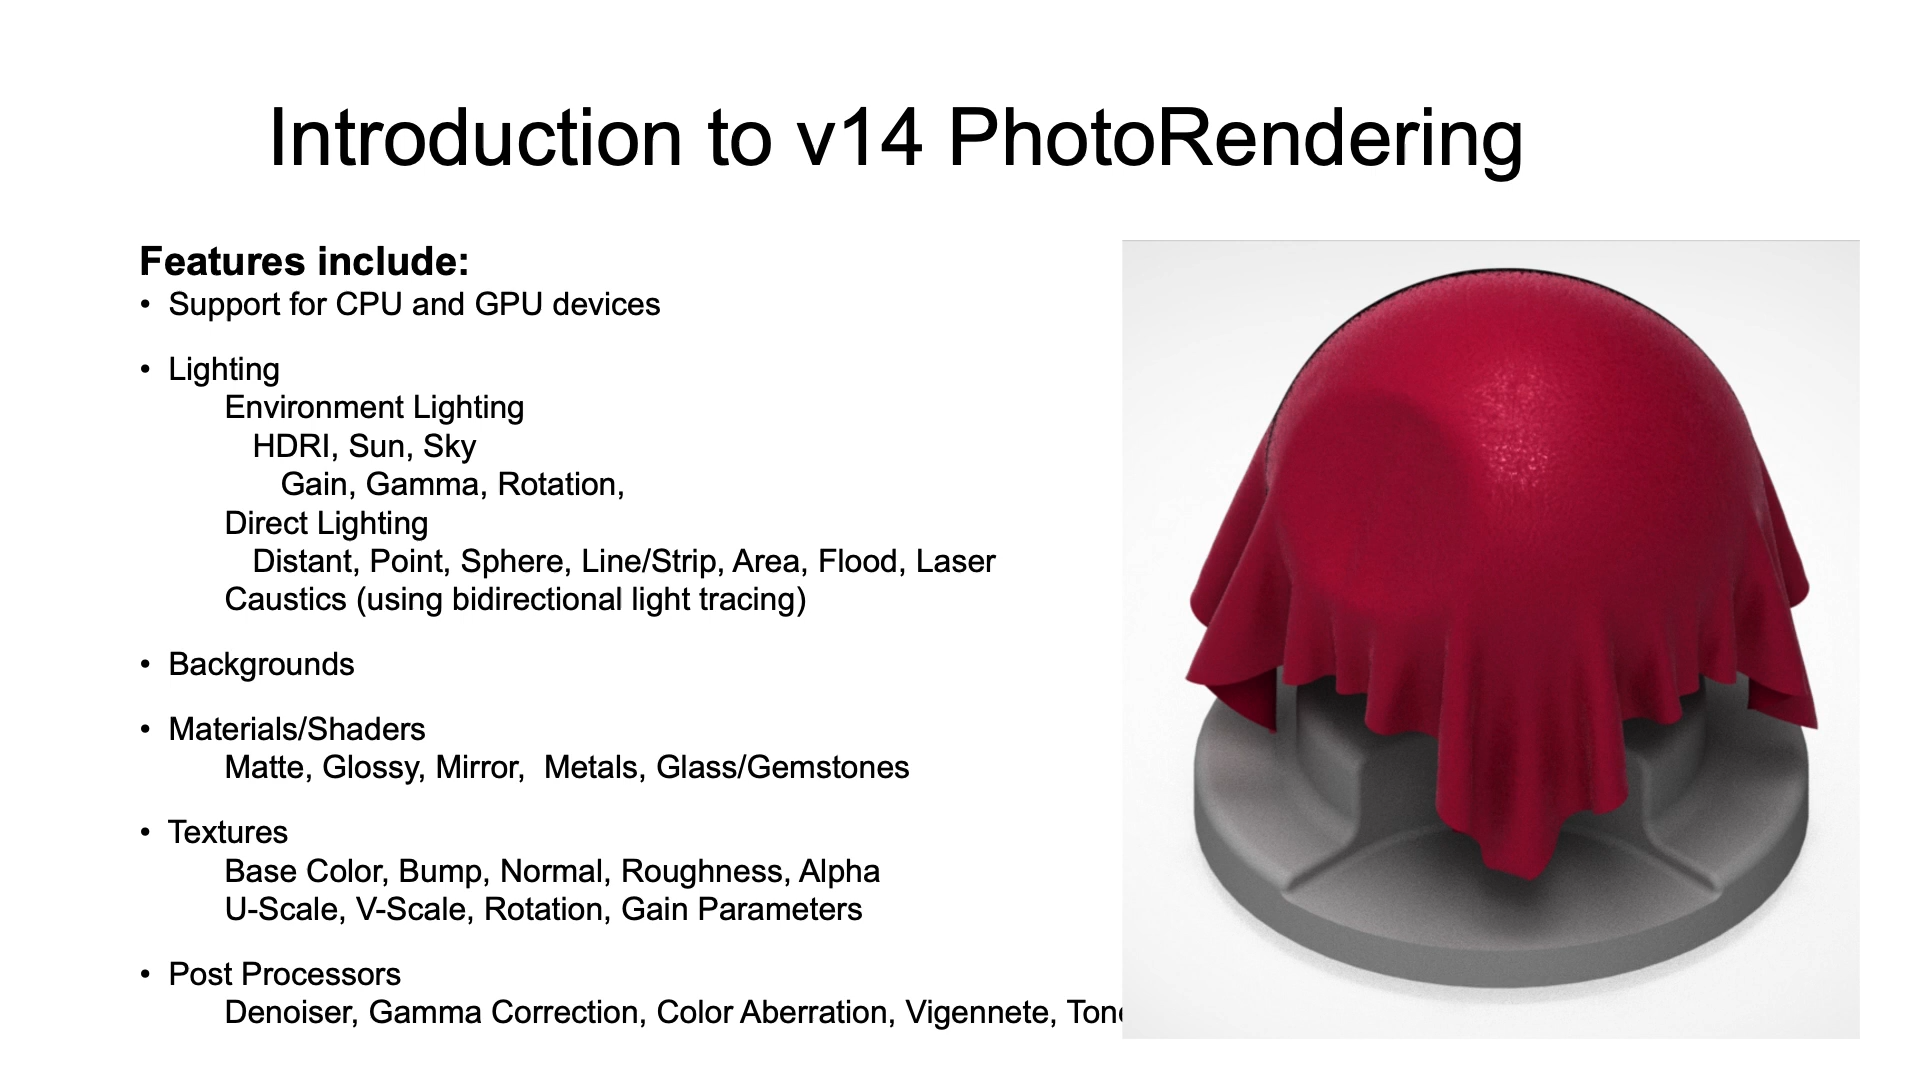 Introduction to v14 PhotoRendering
Features include:
• Support for CPU and GPU devices
• Lighting
Environment Lighting
HDRI, Sun, Sky
Gain, Gamma, Rotation,
Direct Lighting
Distant, Point, Sphere, Line/Strip, Area, Flood, Laser
Caustics (using bidirectional light tracing)
• Backgrounds
• Materials/Shaders
Matte, Glossy, Mirror,  Metals, Glass/Gemstones
• Textures
Base Color, Bump, Normal, Roughness, Alpha
U-Scale, V-Scale, Rotation, Gain Parameters
• Post Processors
Denoiser, Gamma Correction, Color Aberration, Vigennete,